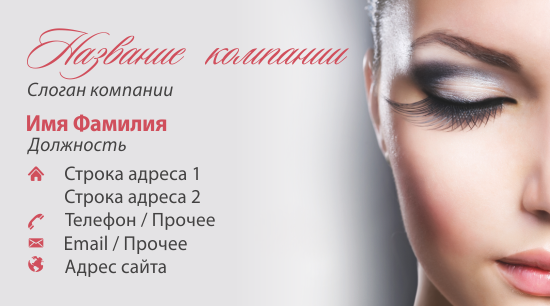 Название компании
Слоган компании
Имя Фамилия
Должность
Строка адреса 1
Строка адреса 2
Телефон / Прочее
Email / Прочее
Адрес сайта